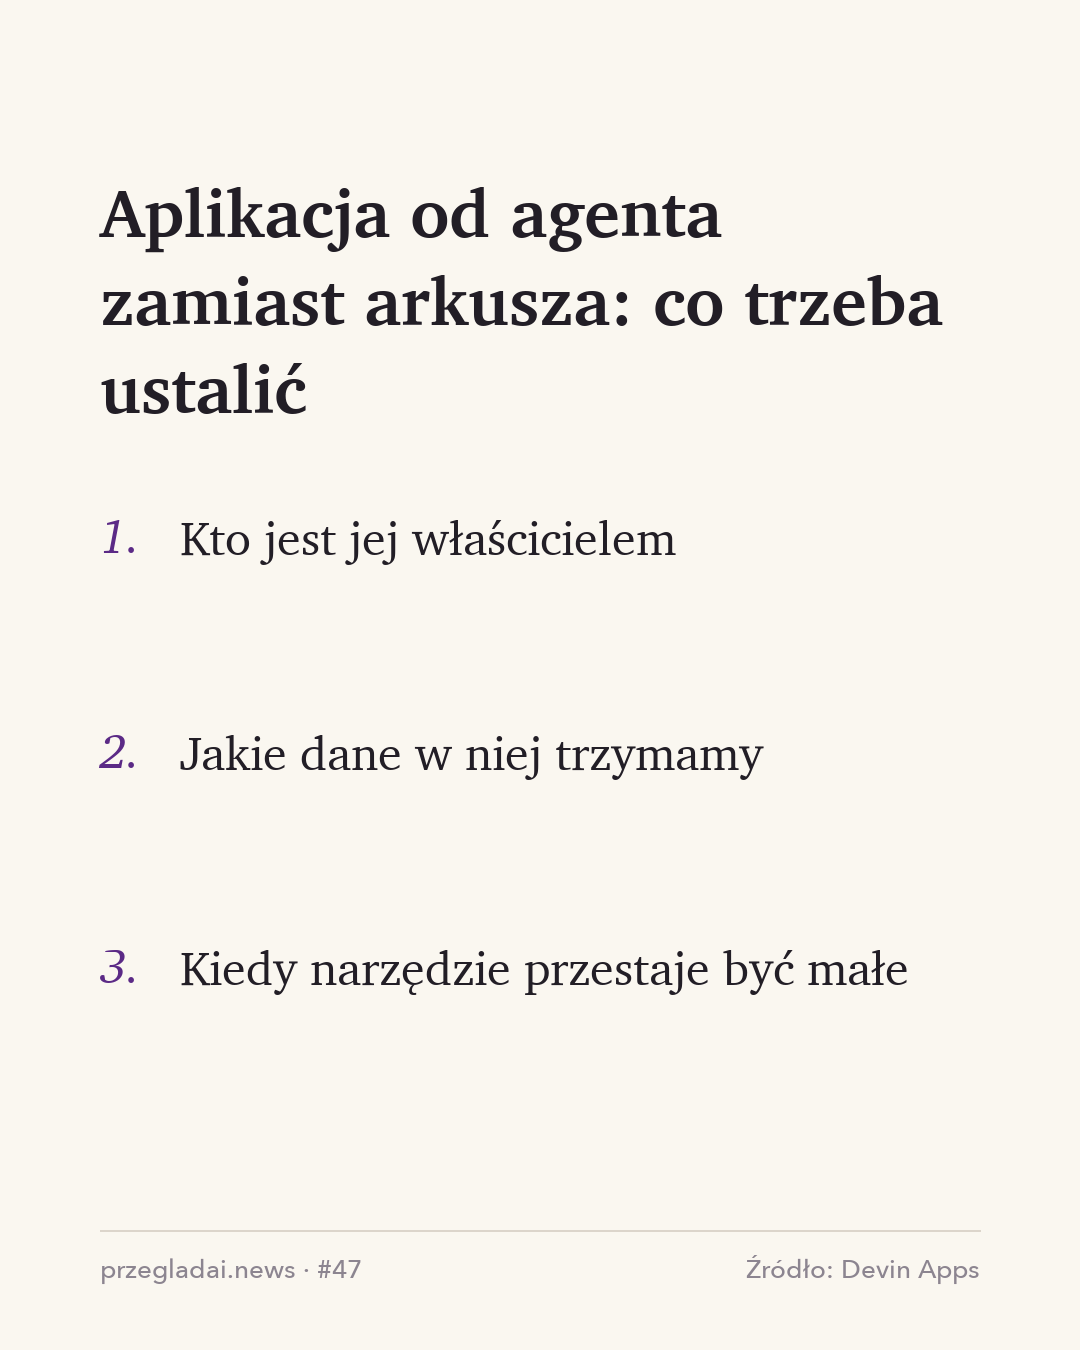 Aplikacja od agenta
zamiast arkusza: co trzeba
ustalić
1. Kto jest jej właścicielem
2. Jakie dane w niej trzymamy
3. Kiedy narzędzie przestaje być małe
przegladai.news · #47
Źródło: Devin Apps